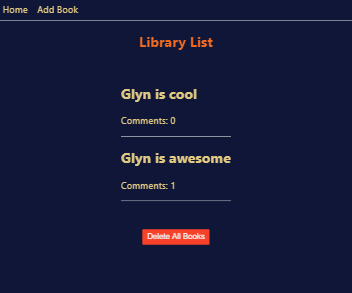 Home Add Book
Library List
Glyn is cool
Comments: 0
Glyn is awesome
Comments: 1
Delete All Books